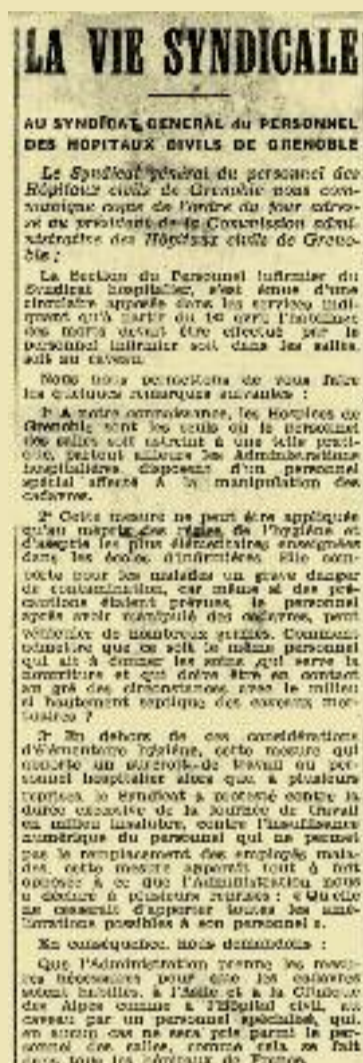 LA VIE SYNDICALE
AU SYNDICAT GENERAL du PERSONNEL
DES HOPITAUX CIVILS DE GRENOBLE
Le Syndicat général du personnel des
Hôpitaux civils de Grenoble nous com-
munique copie de l'ordre du jour adres-
sé au président de la Commission admi-
nistrative des Hôpitaux civils de Greno-
ble :
La Section du Personnel infirmier du
Syndicat hospitalier, s'est émue d'une
circulaire apposée dans les services indi-
quant qu'à partir du 1er avril l'habillage
des morts devait être effectué par le
personnel infirmier soit dans les salles,
soit au caveau.
Nous nous permettons de vous faire
les quelques remarques suivantes :
1° A notre connaissance, les Hospices de
Grenoble sont les seuls où le personnel
des salles soit astreint à une telle prati-
que, partout ailleurs les Administrations
hospitalières disposent d'un personnel
spécial affecté à la manipulation des
cadavres.
2° Cette mesure ne peut être appliquée
qu'au mépris des règles de l'hygiène et
d'asepsie les plus élémentaires enseignées
dans les écoles d'infirmières. Elle com-
porte pour les malades un grave danger
de contamination, car même si des pré-
cautions étaient prévues, le personnel
après avoir manipulé des cadavres, peut
véhiculer de nombreux germes. Comment
admettre que ce soit le même personnel
qui ait à donner les soins, qui serve la
nourriture et qui doive être en contact
au gré des circonstances avec le milieu
si hautement septique des caveaux mor-
tuaires ?
3° En dehors de ces considérations
d'élémentaire hygiène, cette mesure qui
apporte un surcroît de travail au per-
sonnel hospitalier alors que à plusieurs
reprises, le Syndicat a protesté contre la
durée excessive de la journée de travail
en milieu insalubre, contre l'insuffisance
numérique du personnel qui ne permet
pas le remplacement des employés mala-
des, cette mesure apparaît tout à fait
opposée à ce que l'Administration nous
a déclaré à plusieurs reprises : « Qu'elle
ne cesserait d'apporter toutes les amé-
liorations possibles à son personnel ».
En conséquence, nous demandons :
Que l'Administration prenne les mesu-
res nécessaires pour que les cadavres
soient habillés, à l'Asile et à la Clinique
des Alpes comme à l'Hôpital civil, au
caveau par un personnel spécialisé, qui,
en aucun cas ne sera pris parmi le per-
sonnel des salles, comme cela se fait
dans tous les hôpitaux de France.